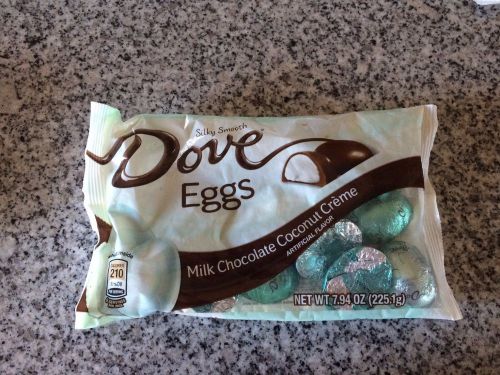 Silky Smooth
Dove
Eggs
Milk Chocolate Coconut Crème
ARTIFICIAL FLAVOR
210
NET WT 7.94 OZ (225.1g)